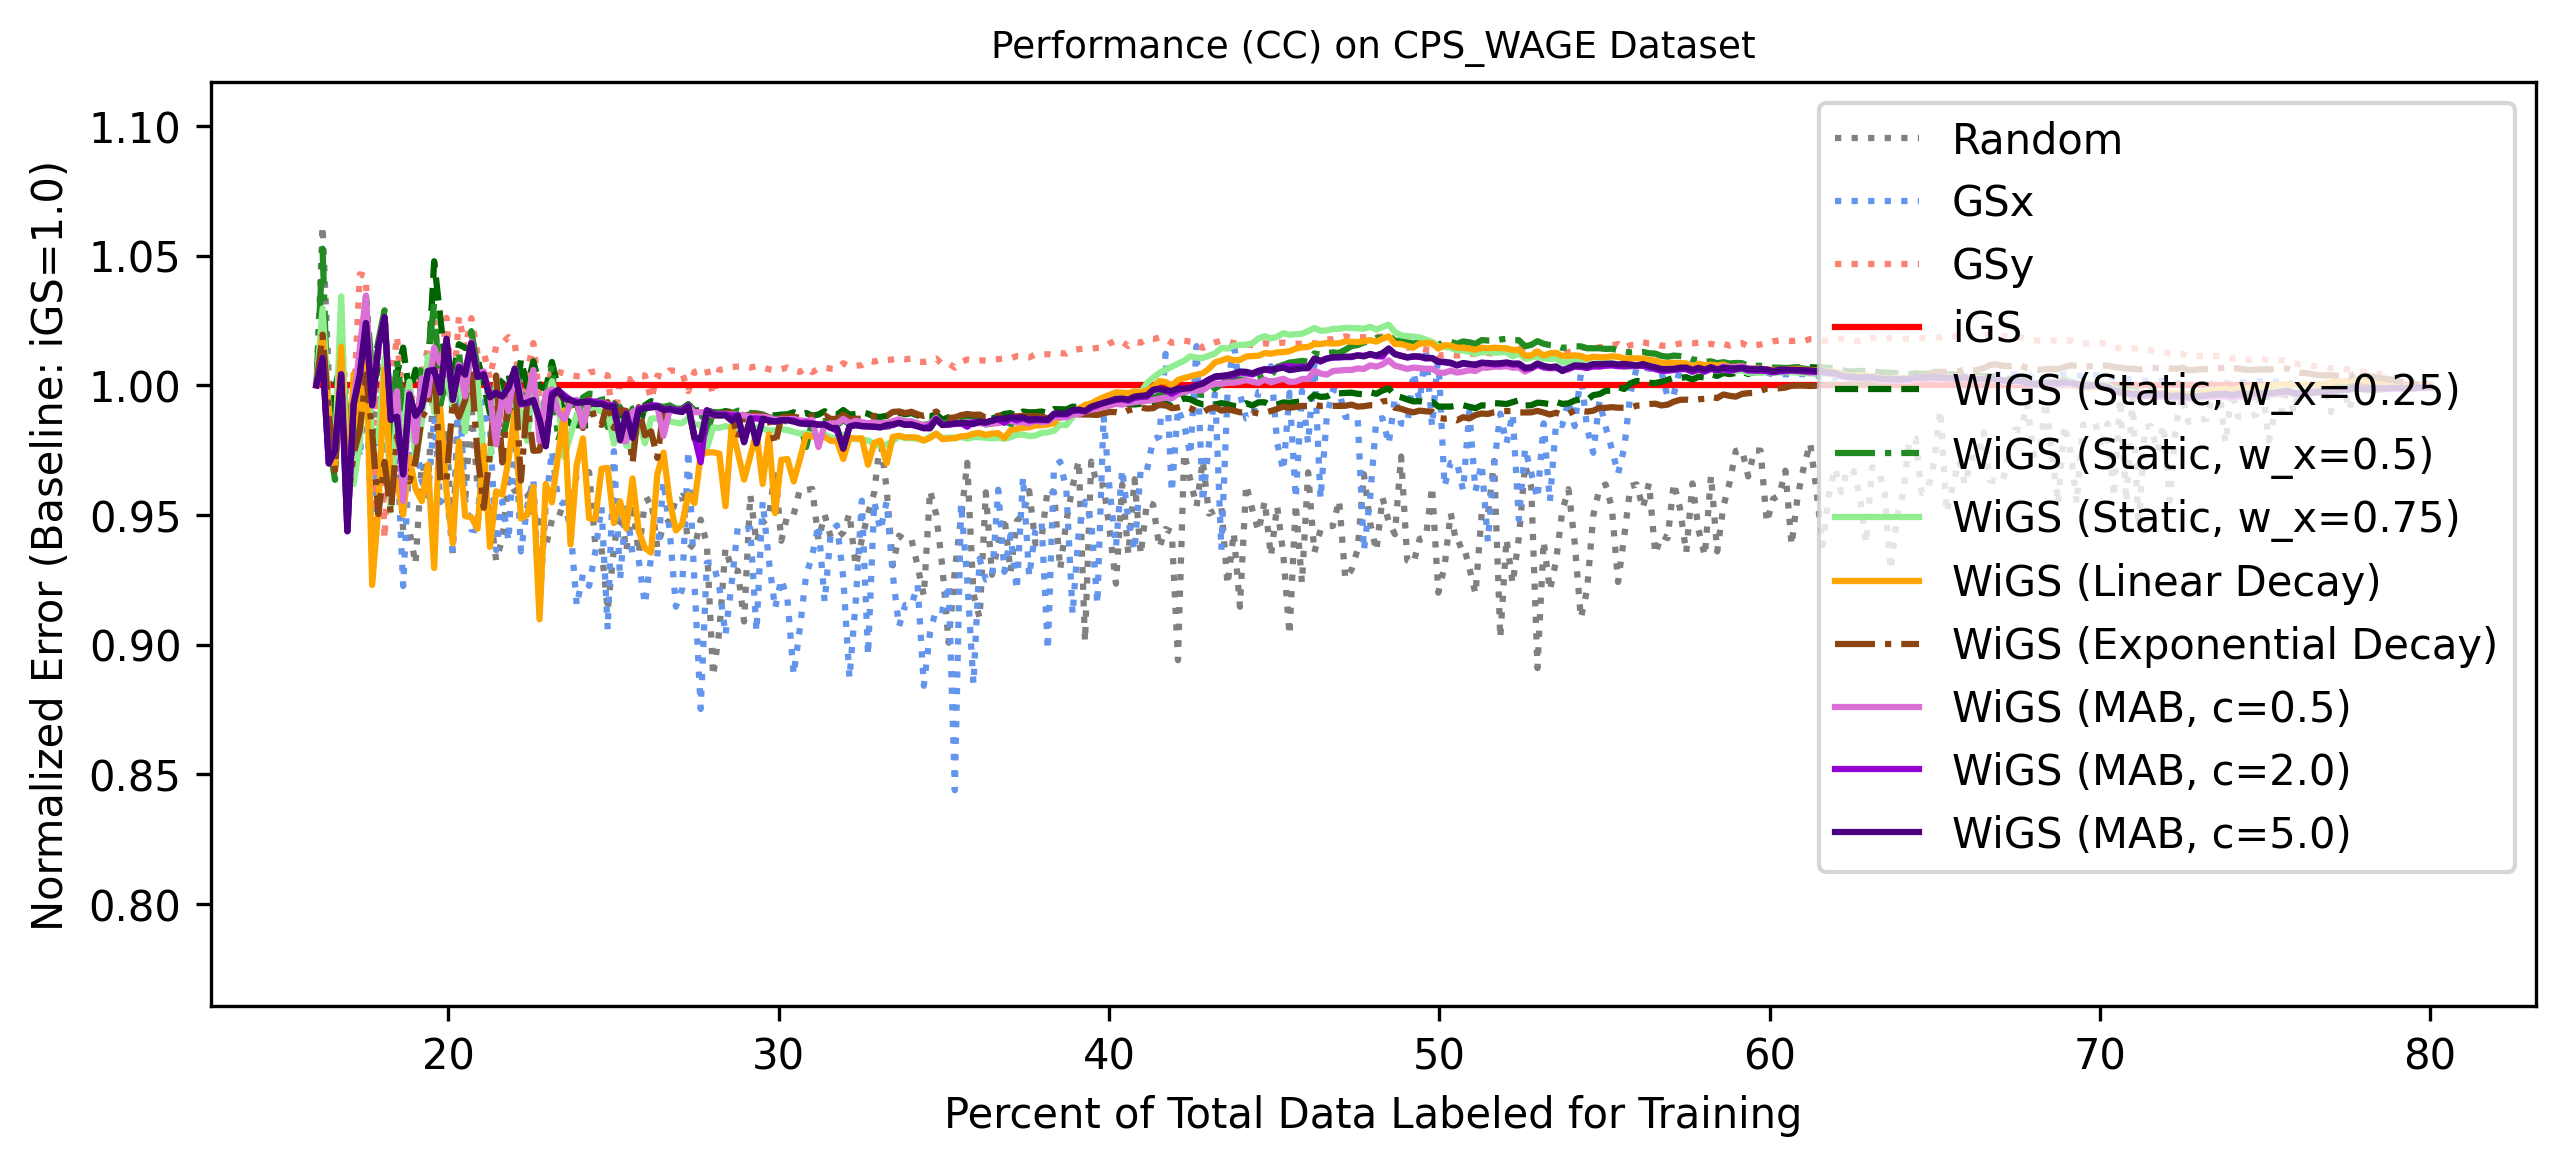 Performance (CC) on CPS_WAGE Dataset
Normalized Error (Baseline: iGS=1.0)
1.10
1.05
1.00
0.95
0.90
0.85
0.80
Random
GSx
GSy
iGS
WiGS (Static, w_x=0.25)
WiGS (Static, w_x=0.5)
WiGS (Static, w_x=0.75)
WiGS (Linear Decay)
WiGS (Exponential Decay)
WiGS (MAB, c=0.5)
WiGS (MAB, c=2.0)
WiGS (MAB, c=5.0)
20 30 40 50 60 70 80
Percent of Total Data Labeled for Training